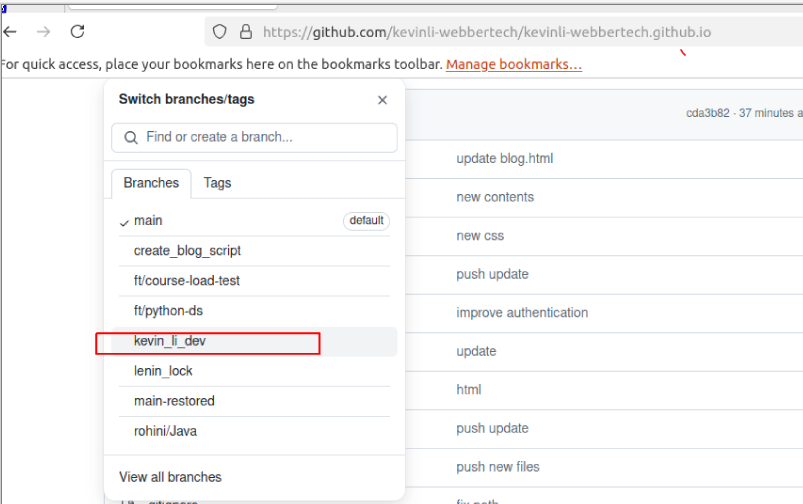 https://github.com/kevinli-webbertech/kevinli-webbertech.github.io
For quick access, place your bookmarks here on the bookmarks toolbar. Manage bookmarks…
Switch branches/tags
cda3b82 · 37 minutes a
Find or create a branch...
update blog.html
Branches
Tags
new contents
main
default
new css
create_blog_script
push update
ft/course-load-test
ft/python-ds
improve authentication
kevin_li_dev
update
lenin_lock
html
main-restored
push update
rohini/Java
push new files
View all branches
.gitignore
fix path